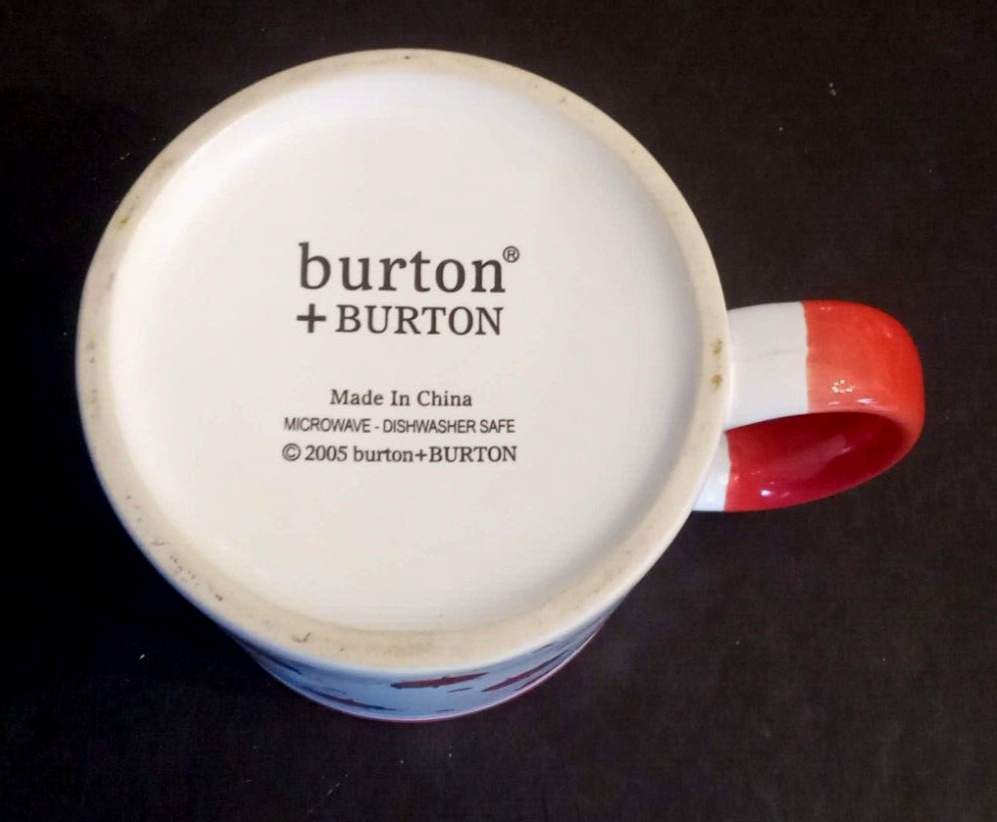 burton®
+BURTON
Made In China
MICROWAVE - DISHWASHER SAFE
© 2005 burton+BURTON